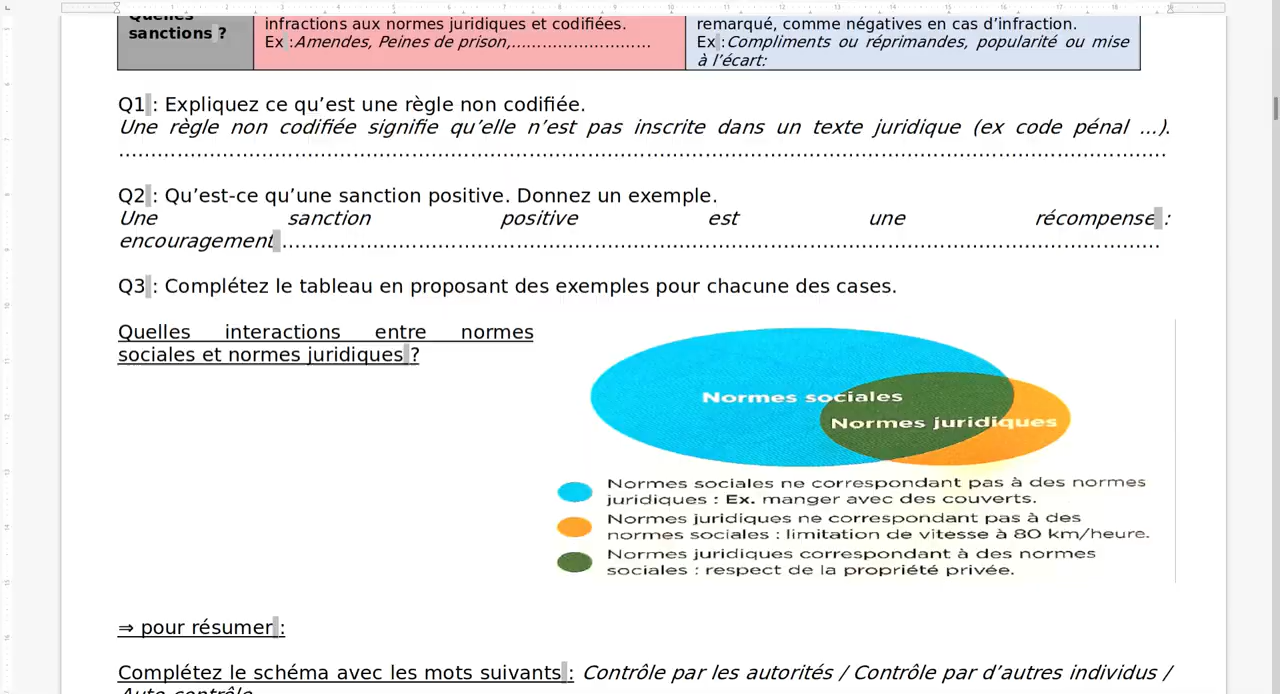 Quelles
sanctions ?
infractions aux normes juridiques et codifiées.
Ex :Amendes, Peines de prison,...........................
remarqué, comme négatives en cas d’infraction.
Ex :Compliments ou réprimandes, popularité ou mise
à l’écart:
Q1 : Expliquez ce qu’est une règle non codifiée.
Une règle non codifiée signifie qu’elle n’est pas inscrite dans un texte juridique (ex code pénal ...).
....................................................................................................
Q2 : Qu’est-ce qu’une sanction positive. Donnez un exemple.
Une sanction positive est une récompense :
encouragement ....................................................................................
Q3 : Complétez le tableau en proposant des exemples pour chacune des cases.
Quelles interactions entre normes
sociales et normes juridiques ?
Normes sociales
Normes juridiques
Normes sociales ne correspondant pas à des normes
juridiques : Ex. manger avec des couverts.
Normes juridiques ne correspondant pas à des
normes sociales : limitation de vitesse à 80 km/heure.
Normes juridiques correspondant à des normes
sociales : respect de la propriété privée.
⇒ pour résumer :
Complétez le schéma avec les mots suivants : Contrôle par les autorités / Contrôle par d’autres individus /
Auto contrôle